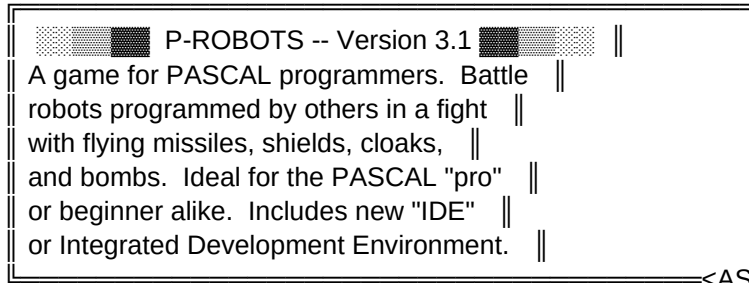 P-ROBOTS -- Version 3.1
A game for PASCAL programmers. Battle
robots programmed by others in a fight
with flying missiles, shields, cloaks,
and bombs. Ideal for the PASCAL "pro"
or beginner alike. Includes new "IDE"
or Integrated Development Environment.
<AS